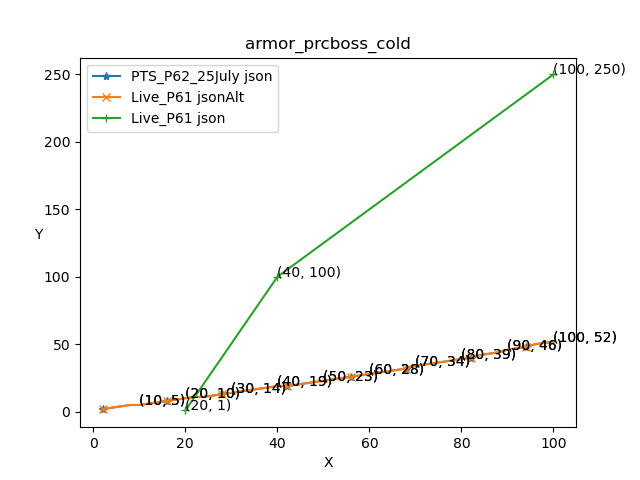 armor_prcboss_cold
PTS_P62_25July json
Live_P61 jsonAlt
Live_P61 json
(100, 250)
(40, 100)
(100, 52)
(90, 46)
(80, 39)
(70, 34)
(60, 28)
(50, 23)
(40, 19)
(30, 14)
(20, 10)
(10, 5)
(20, 1)
250
200
150
100
50
0
Y
0 20 40 60 80 100
X